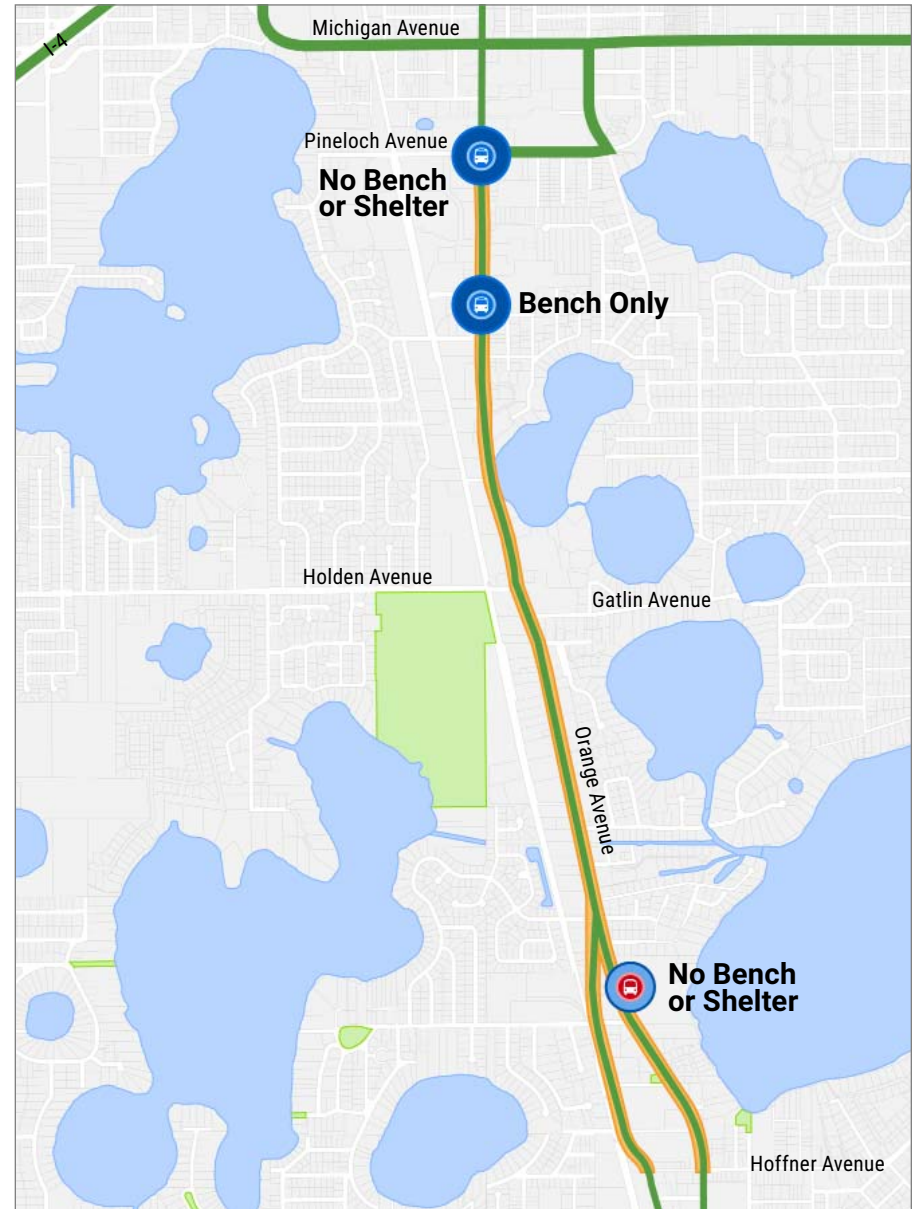 Michigan Avenue
I-4
Pineloch Avenue
No Bench
or Shelter
Bench Only
Holden Avenue
Gatlin Avenue
Orange Avenue
No Bench
or Shelter
Hoffner Avenue